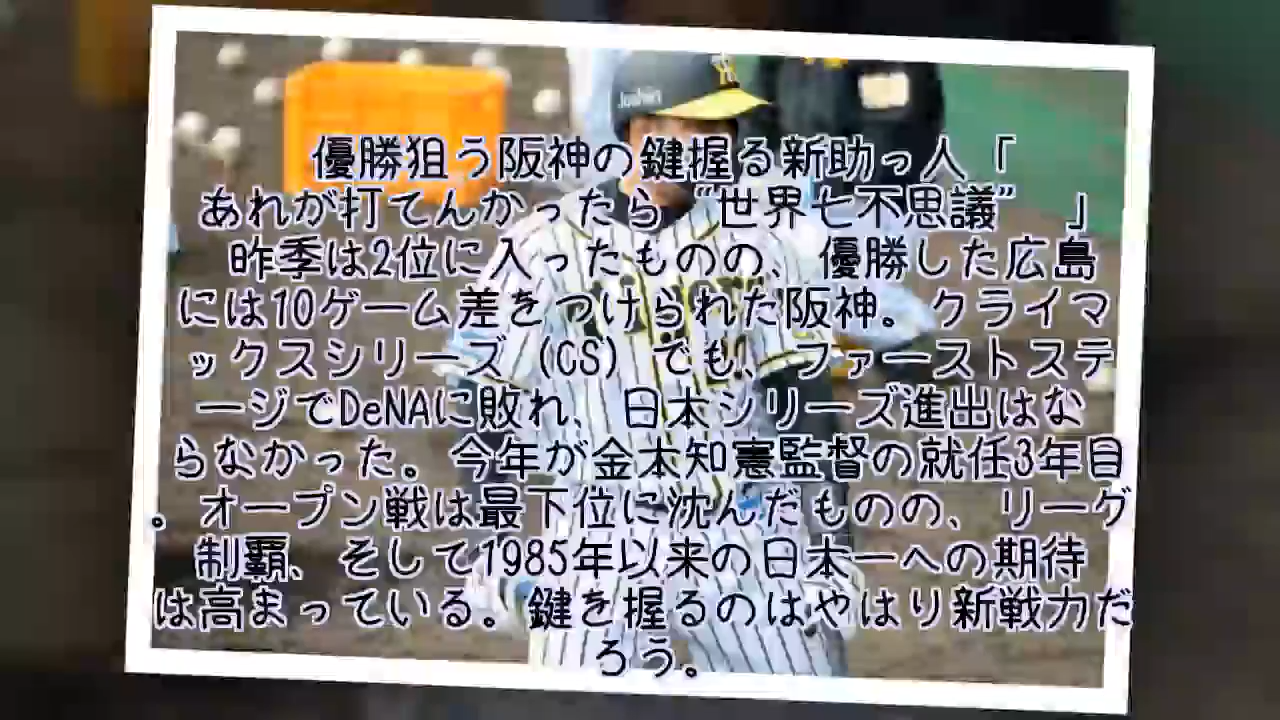 優勝狙う阪神の鍵握る新助っ人「
あれが打てんかったら“世界七不思議” 」
昨季は2位に入ったものの、優勝した広島
には10ゲーム差をつけられた阪神。クライマ
ックスシリーズ（CS）でも、ファーストステ
ージでDeNAに敗れ、日本シリーズ進出はな
らなかった。今年が金本知憲監督の就任3年目
。オープン戦は最下位に沈んだものの、リーグ
制覇、そして1985年以来の日本一への期待
は高まっている。鍵を握るのはやはり新戦力だ
ろう。
Joshin